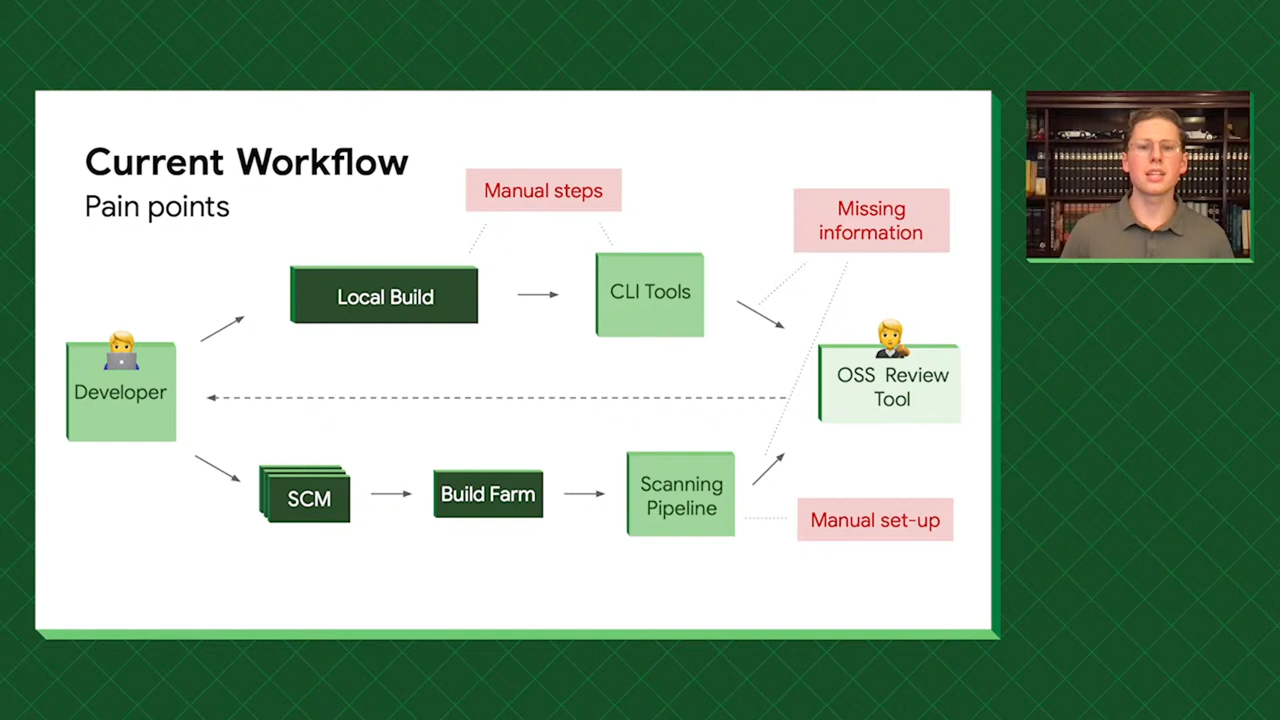 Current Workflow
Pain points
Manual steps
Missing
information
Local Build
CLI Tools
Developer
OSS Review
Tool
SCM
Build Farm
Scanning
Pipeline
Manual set-up